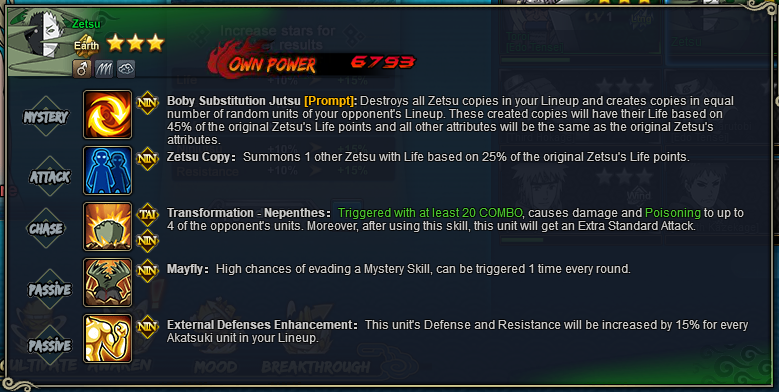 Zetsu
Earth
Increase stars for
er results
OWN POWER 6793
MYSTERY
NIN
Boby Substitution Jutsu [Prompt]: Destroys all Zetsu copies in your Lineup and creates copies in equal
number of random units of your opponent's Lineup. These created copies will have their Life based on
45% of the original Zetsu's Life points and all other attributes will be the same as the original Zetsu's
attributes.
ATTACK
NIN
Zetsu Copy: Summons 1 other Zetsu with Life based on 25% of the original Zetsu's Life points.
Resistance +10% +15%
CHASE
TAI
NIN
Transformation - Nepenthes: Triggered with at least 20 COMBO, causes damage and Poisoning to up to
4 of the opponent's units. Moreover, after using this skill, this unit will get an Extra Standard Attack.
PASSIVE
NIN
Mayfly: High chances of evading a Mystery Skill, can be triggered 1 time every round.
PASSIVE
NIN
External Defenses Enhancement: This unit's Defense and Resistance will be increased by 15% for every
Akatsuki unit in your Lineup.
ULTIMATE AWAKEN MOOD BREAKTHROUGH